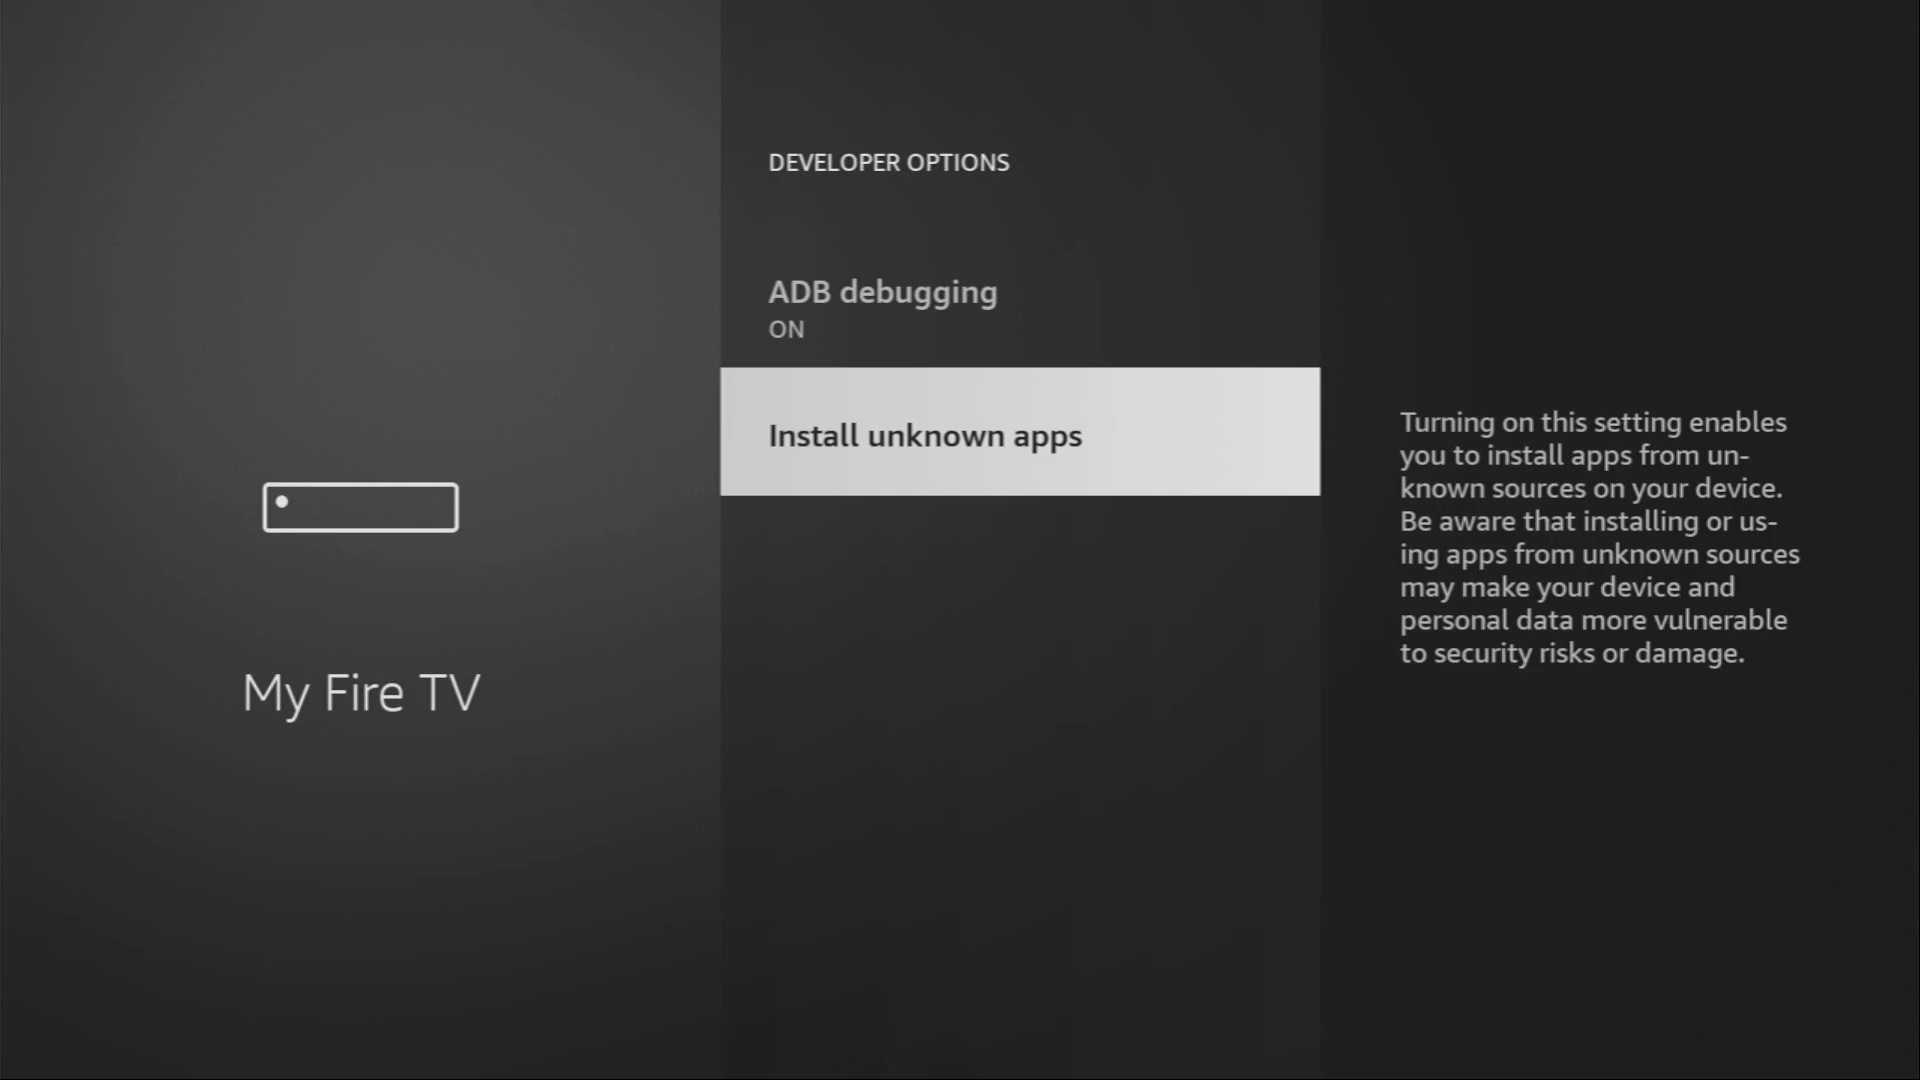 DEVELOPER OPTIONS
ADB debugging
ON
Install unknown apps
My Fire TV
Turning on this setting enables
you to install apps from un-
known sources on your device.
Be aware that installing or us-
ing apps from unknown sources
may make your device and
personal data more vulnerable
to security risks or damage.